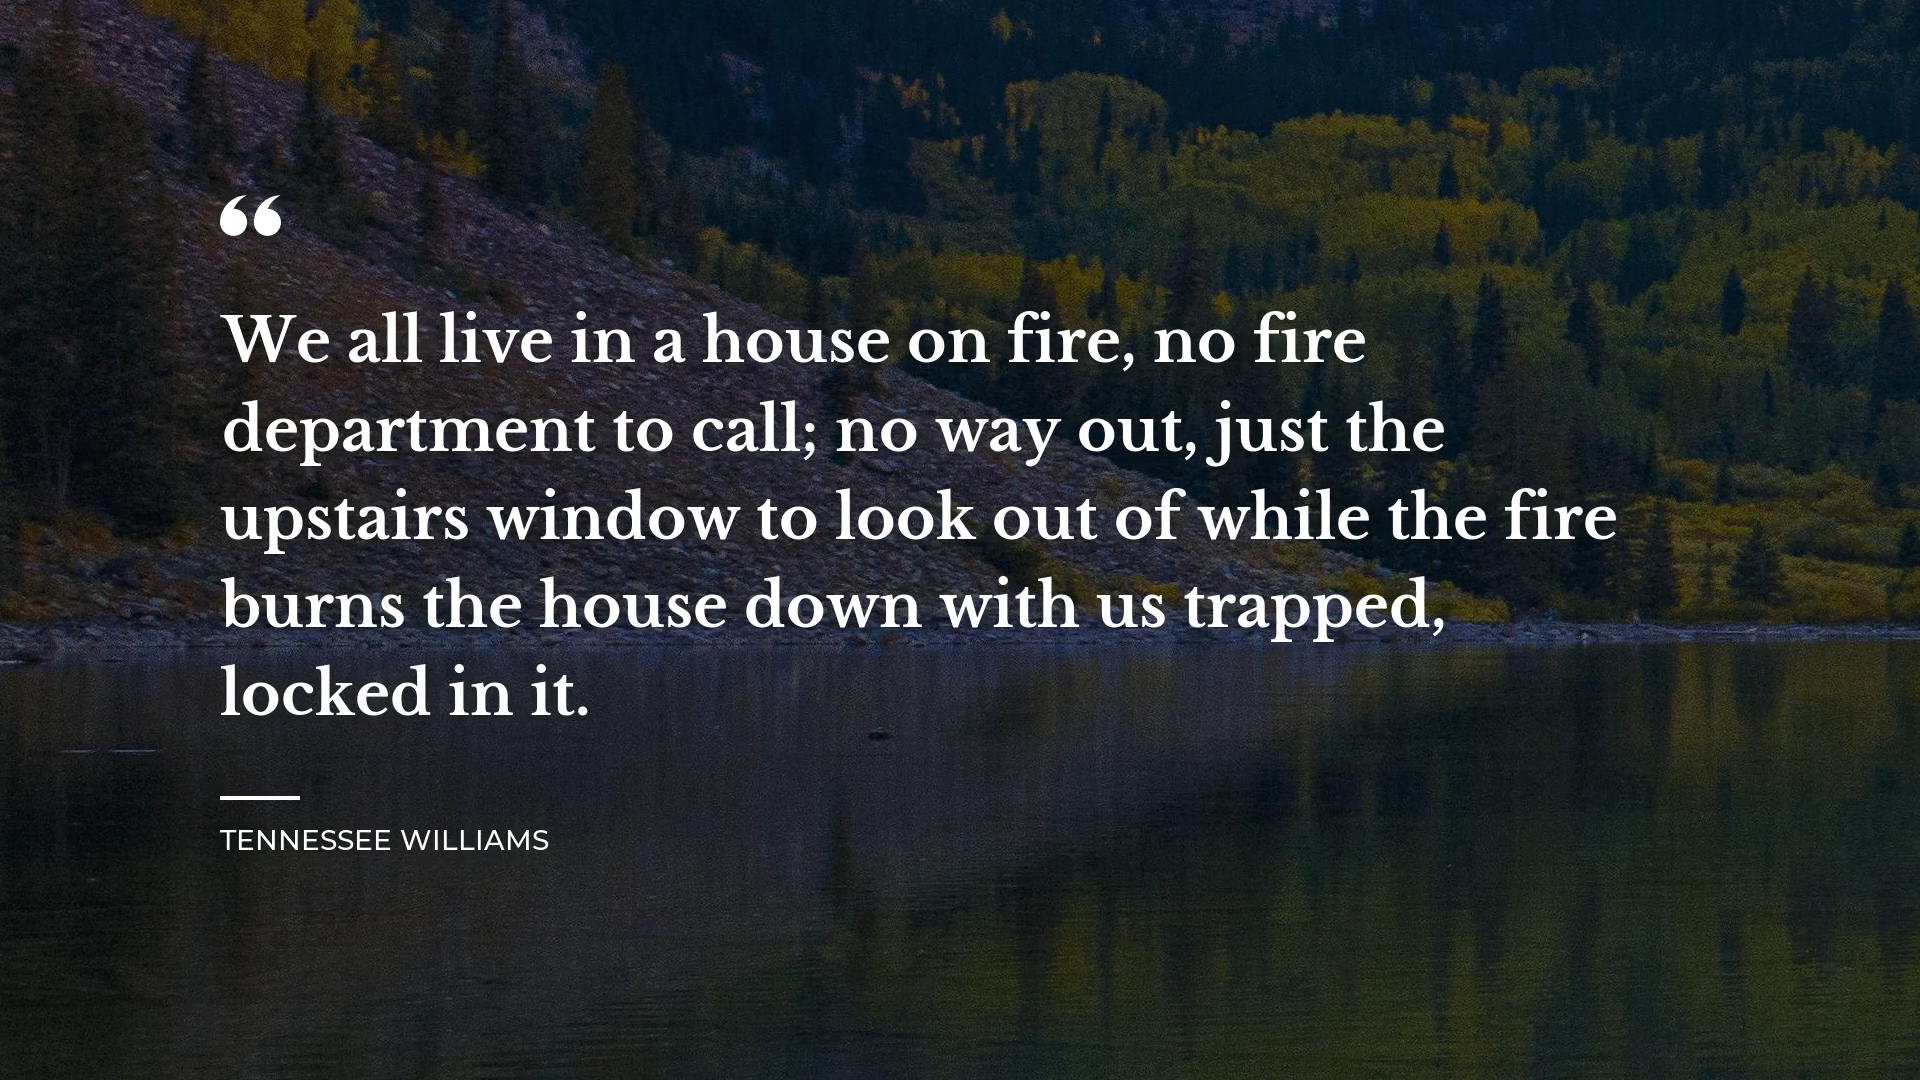 “
We all live in a house on fire, no fire
department to call; no way out, just the
upstairs window to look out of while the fire
burns the house down with us trapped,
locked in it.
TENNESSEE WILLIAMS